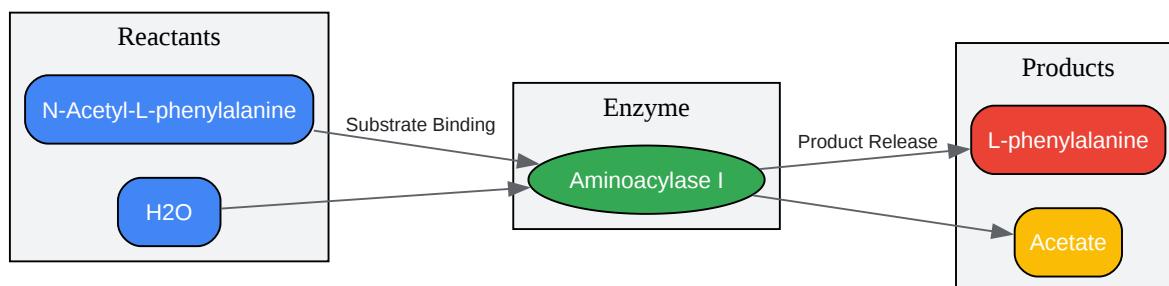 Reactants
N-Acetyl-L-phenylalanine
H2O
Substrate Binding
Enzyme
Aminoacylase I
Product Release
Products
L-phenylalanine
Acetate